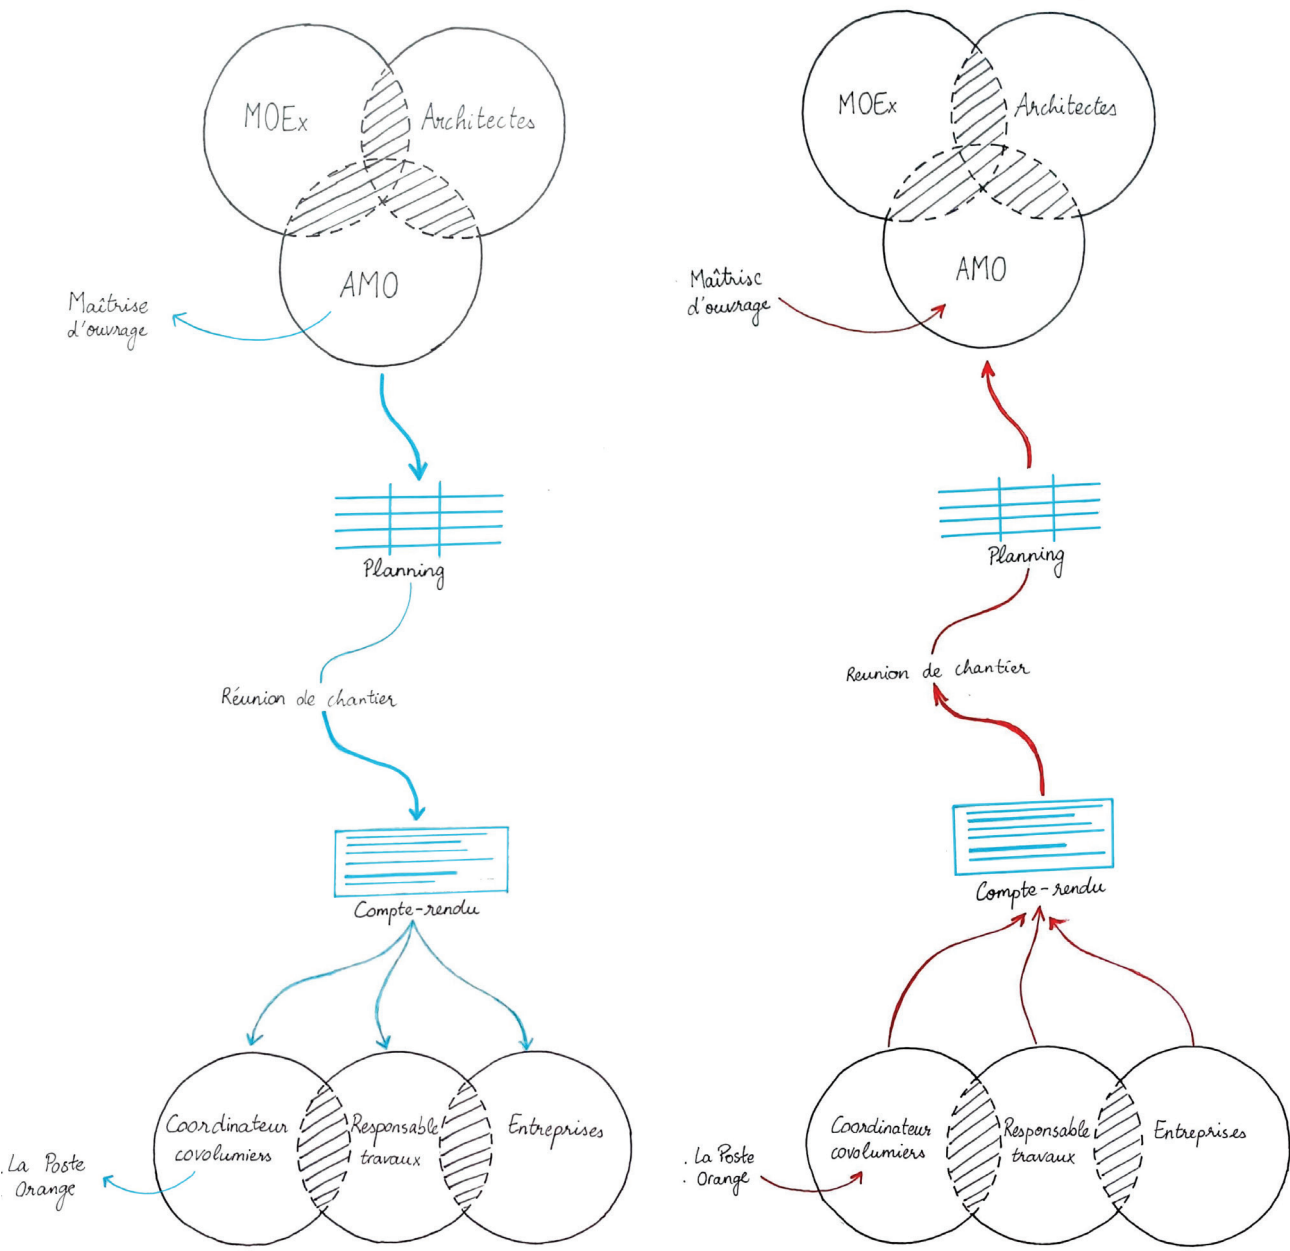 MOEx
Architectes
AMO
Maîtrise
d'ouvrage
Planning
Réunion de chantier
Compte-rendu
Coordinateur
covolumiers
Responsable
travaux
Entreprises
. La Poste
. Orange
MOEx
Architectes
AMO
Maîtrise
d'ouvrage
Planning
Reunion de chantier
Compte-rendu
Coordinateur
covolumiers
Responsable
travaux
Entreprises
. La Poste
. Orange